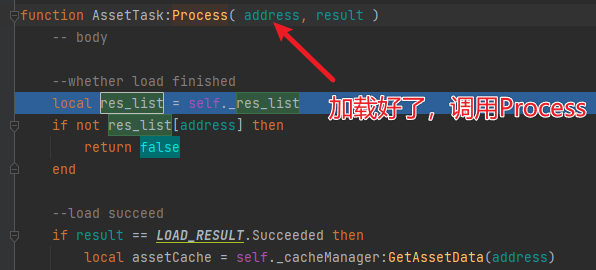 function AssetTask:Process( address, result )
-- body
--whether load finished
local res_list = self._res_list
加载好了，调用Process
if not res_list[address] then
return false
end
--load succeed
if result == LOAD_RESULT.Succeeded then
local assetCache = self._cacheManager:GetAssetData(address)